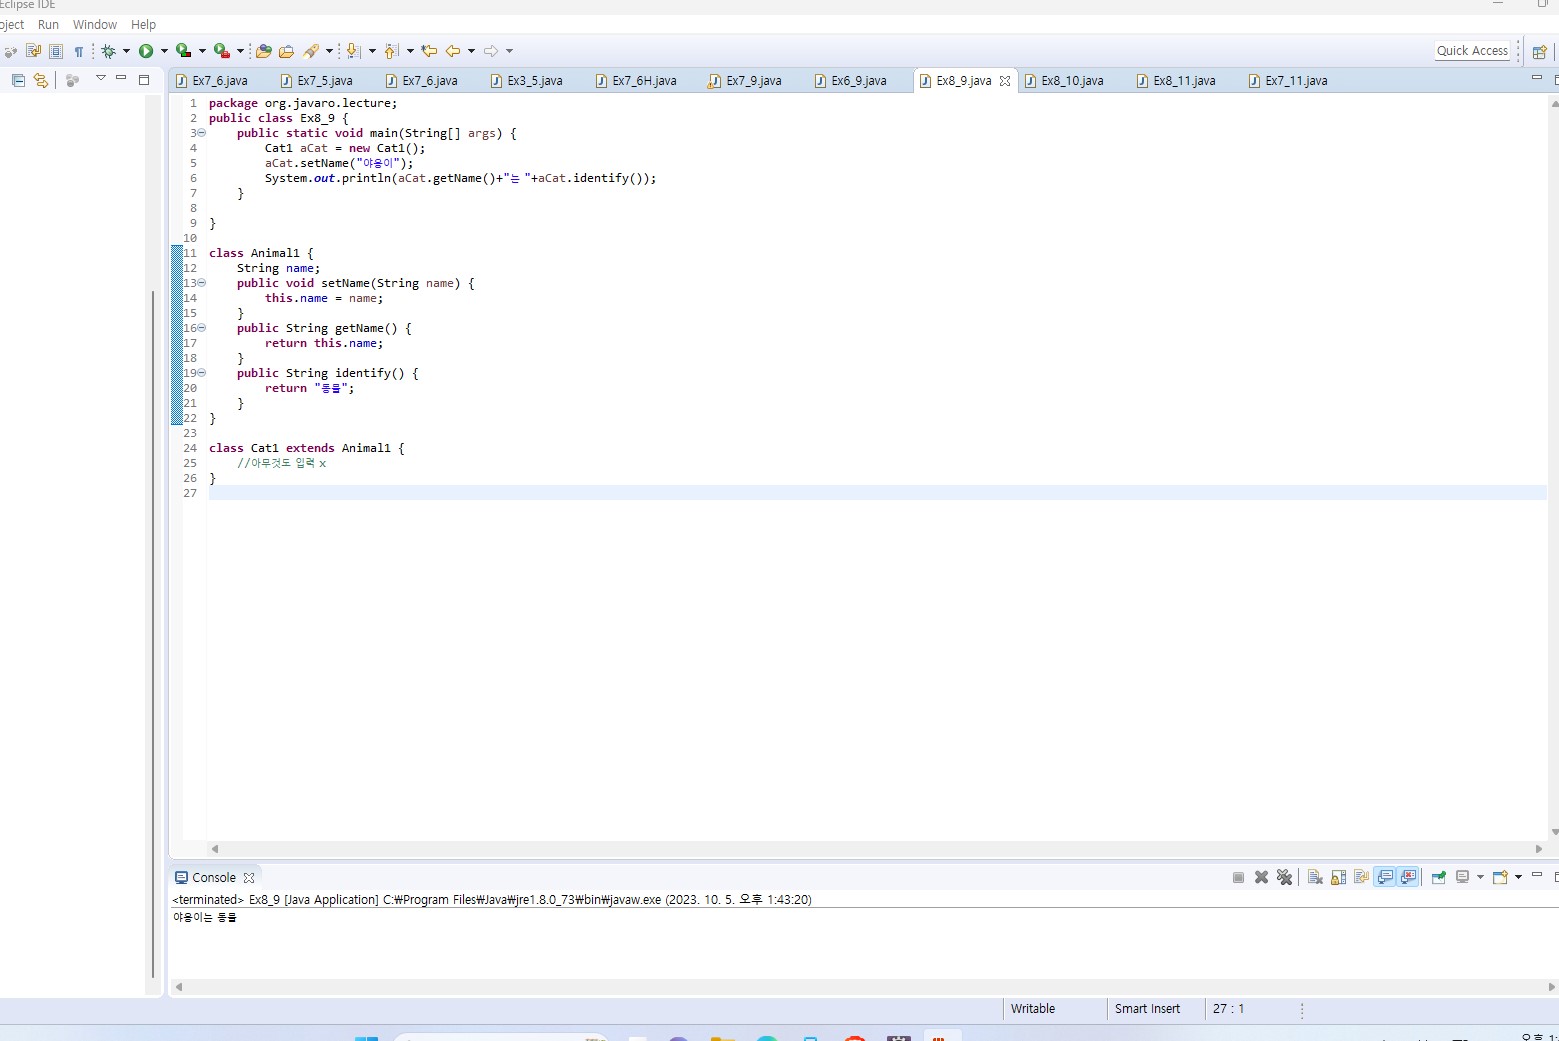 Eclipse IDE
oject Run Window Help
Quick Access
Ex7_6.java Ex7_5.java Ex7_6.java Ex3_5.java Ex7_6H.java Ex7_9.java Ex6_9.java Ex8_9.java Ex8_10.java Ex8_11.java Ex7_11.java
1 package org.javaro.lecture;
2 public class Ex8_9 {
3 public static void main(String[] args) {
4 Cat1 aCat = new Cat1();
5 aCat.setName("야옹이");
6 System.out.println(aCat.getName()+"는 "+aCat.identify());
7 }
8
9 }
10
11 class Animal1 {
12 String name;
13 public void setName(String name) {
14 this.name = name;
15 }
16 public String getName() {
17 return this.name;
18 }
19 public String identify() {
20 return "동물";
21 }
22 }
23
24 class Cat1 extends Animal1 {
25 //아무것도 입력 x
26 }
27
Console
<terminated> Ex8_9 [Java Application] C:₩Program Files₩Java₩jre1.8.0_73₩bin₩javaw.exe (2023. 10. 5. 오후 1:43:20)
야옹이는 동물
Writable Smart Insert 27 : 1